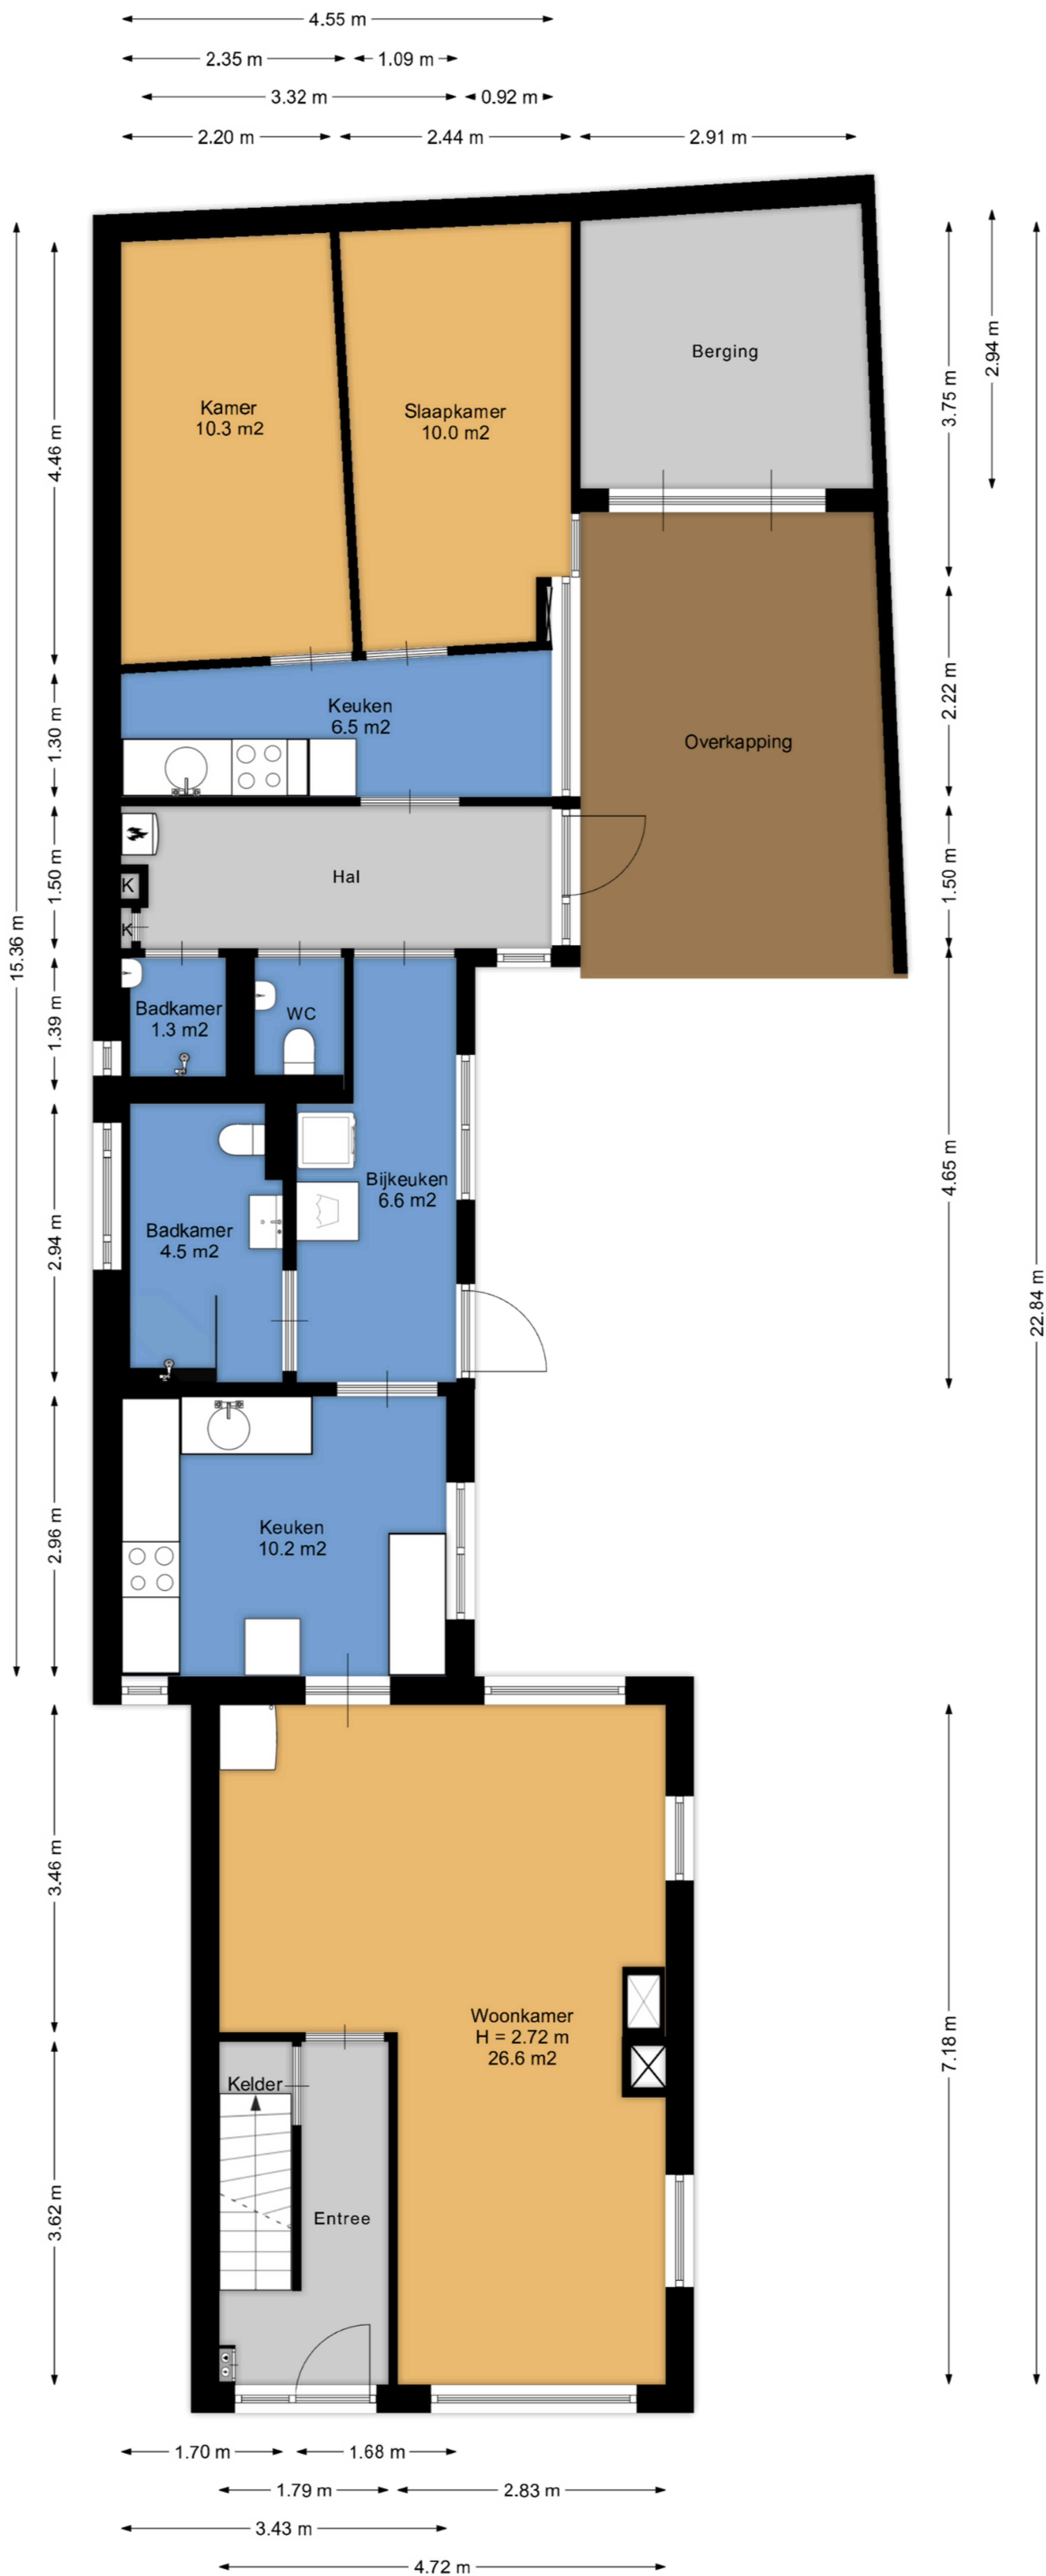 4.55 m
2.35 m
1.09 m
3.32 m
0.92 m
2.20 m
2.44 m
2.91 m
Berging
2.94 m
3.75 m
Kamer
10.3 m2
Slaapkamer
10.0 m2
4.46 m
Keuken
6.5 m2
2.22 m
1.30 m
Overkapping
K
Hal
1.50 m
1.50 m
K
15.36 m
Badkamer
1.3 m2
WC
1.39 m
Bijkeuken
6.6 m2
4.65 m
Badkamer
4.5 m2
2.94 m
22.84 m
Keuken
10.2 m2
2.96 m
3.46 m
Woonkamer
H = 2.72 m
26.6 m2
7.18 m
Kelder
Entree
3.62 m
1.70 m
1.68 m
1.79 m
2.83 m
3.43 m
4.72 m